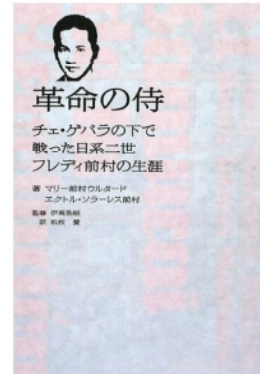 革命の侍
チェ・ゲバラの下で
戦った日系二世
フレディ前村の生涯
著 マリー前村ウルタード
エクトル・ソラーレス前村
監修 伊高浩昭
訳 松枝 愛